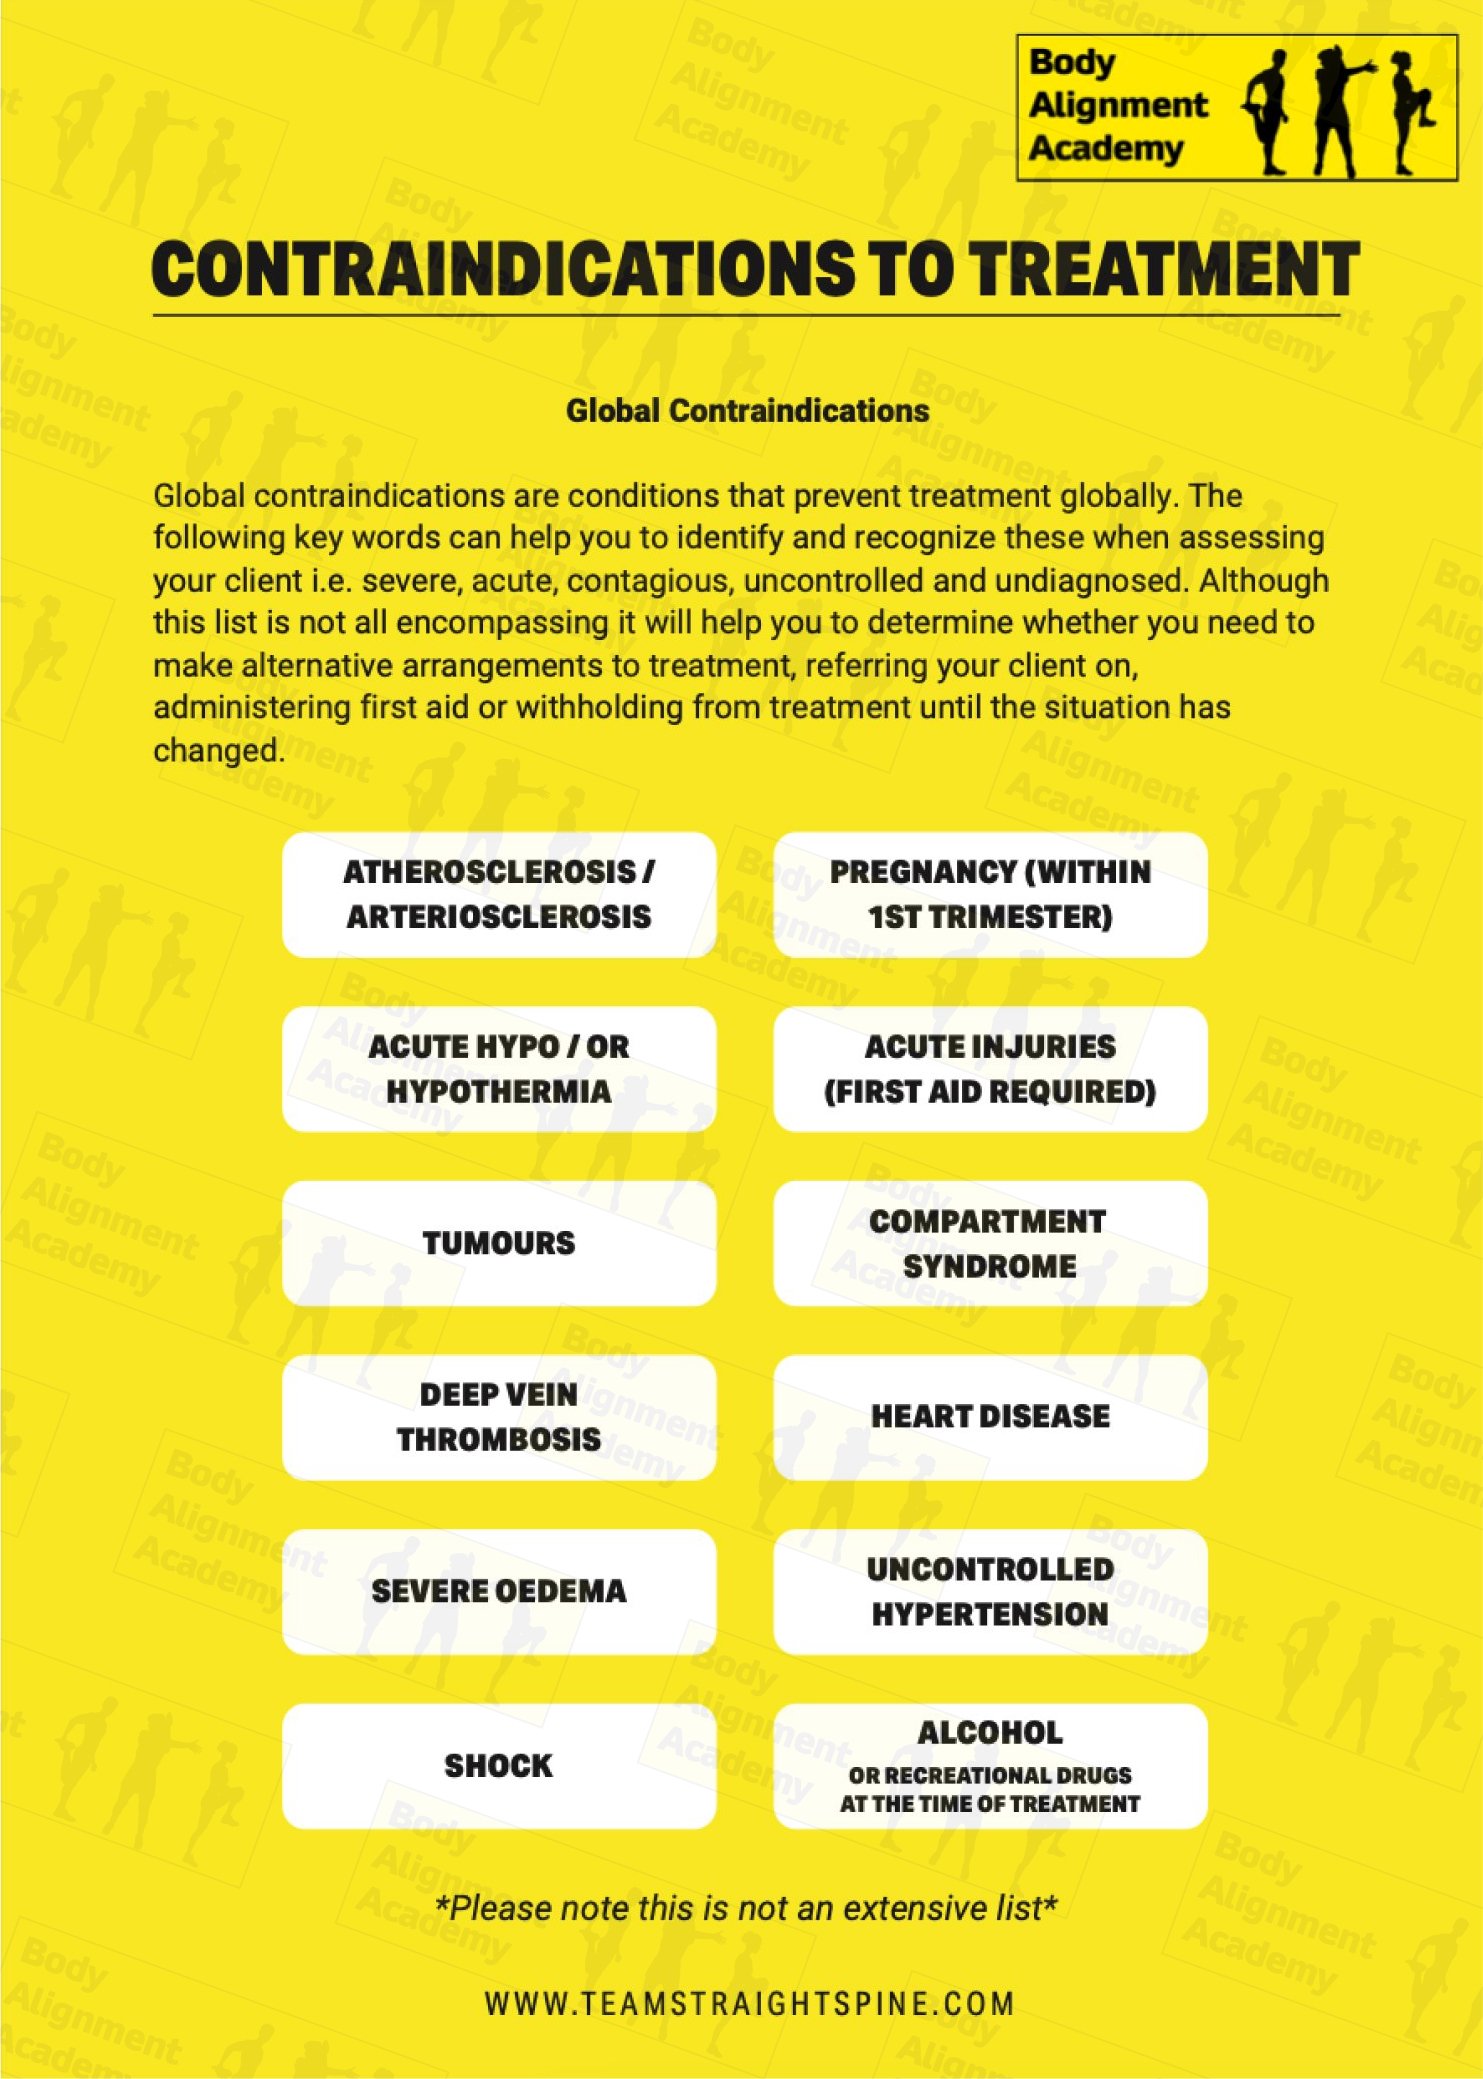 Body
Alignment
Academy
CONTRAINDICATIONS TO TREATMENT
Global Contraindications
Global contraindications are conditions that prevent treatment globally. The
following key words can help you to identify and recognize these when assessing
your client i.e. severe, acute, contagious, uncontrolled and undiagnosed. Although
this list is not all encompassing it will help you to determine whether you need to
make alternative arrangements to treatment, referring your client on,
administering first aid or withholding from treatment until the situation has
changed.
ATHEROSCLEROSIS /
ARTERIOSCLEROSIS
PREGNANCY (WITHIN
1ST TRIMESTER)
ACUTE HYPO / OR
HYPOTHERMIA
ACUTE INJURIES
(FIRST AID REQUIRED)
TUMOURS
COMPARTMENT
SYNDROME
DEEP VEIN
THROMBOSIS
HEART DISEASE
SEVERE OEDEMA
UNCONTROLLED
HYPERTENSION
SHOCK
ALCOHOL
OR RECREATIONAL DRUGS
AT THE TIME OF TREATMENT
*Please note this is not an extensive list*
WWW.TEAMSTRAIGHTSPINE.COM